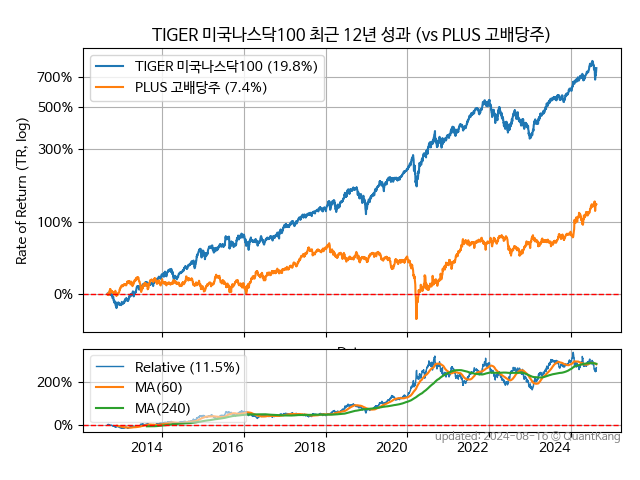 TIGER 미국나스닥100 최근 12년 성과 (vs PLUS 고배당주)
TIGER 미국나스닥100 (19.8%)
PLUS 고배당주 (7.4%)
Rate of Return (TR, log)
700%
500%
300%
100%
0%
Relative (11.5%)
MA(60)
MA(240)
200%
0%
2014
2016
2018
2020
2022
2024
updated: 2024-08-16 © QuantKang